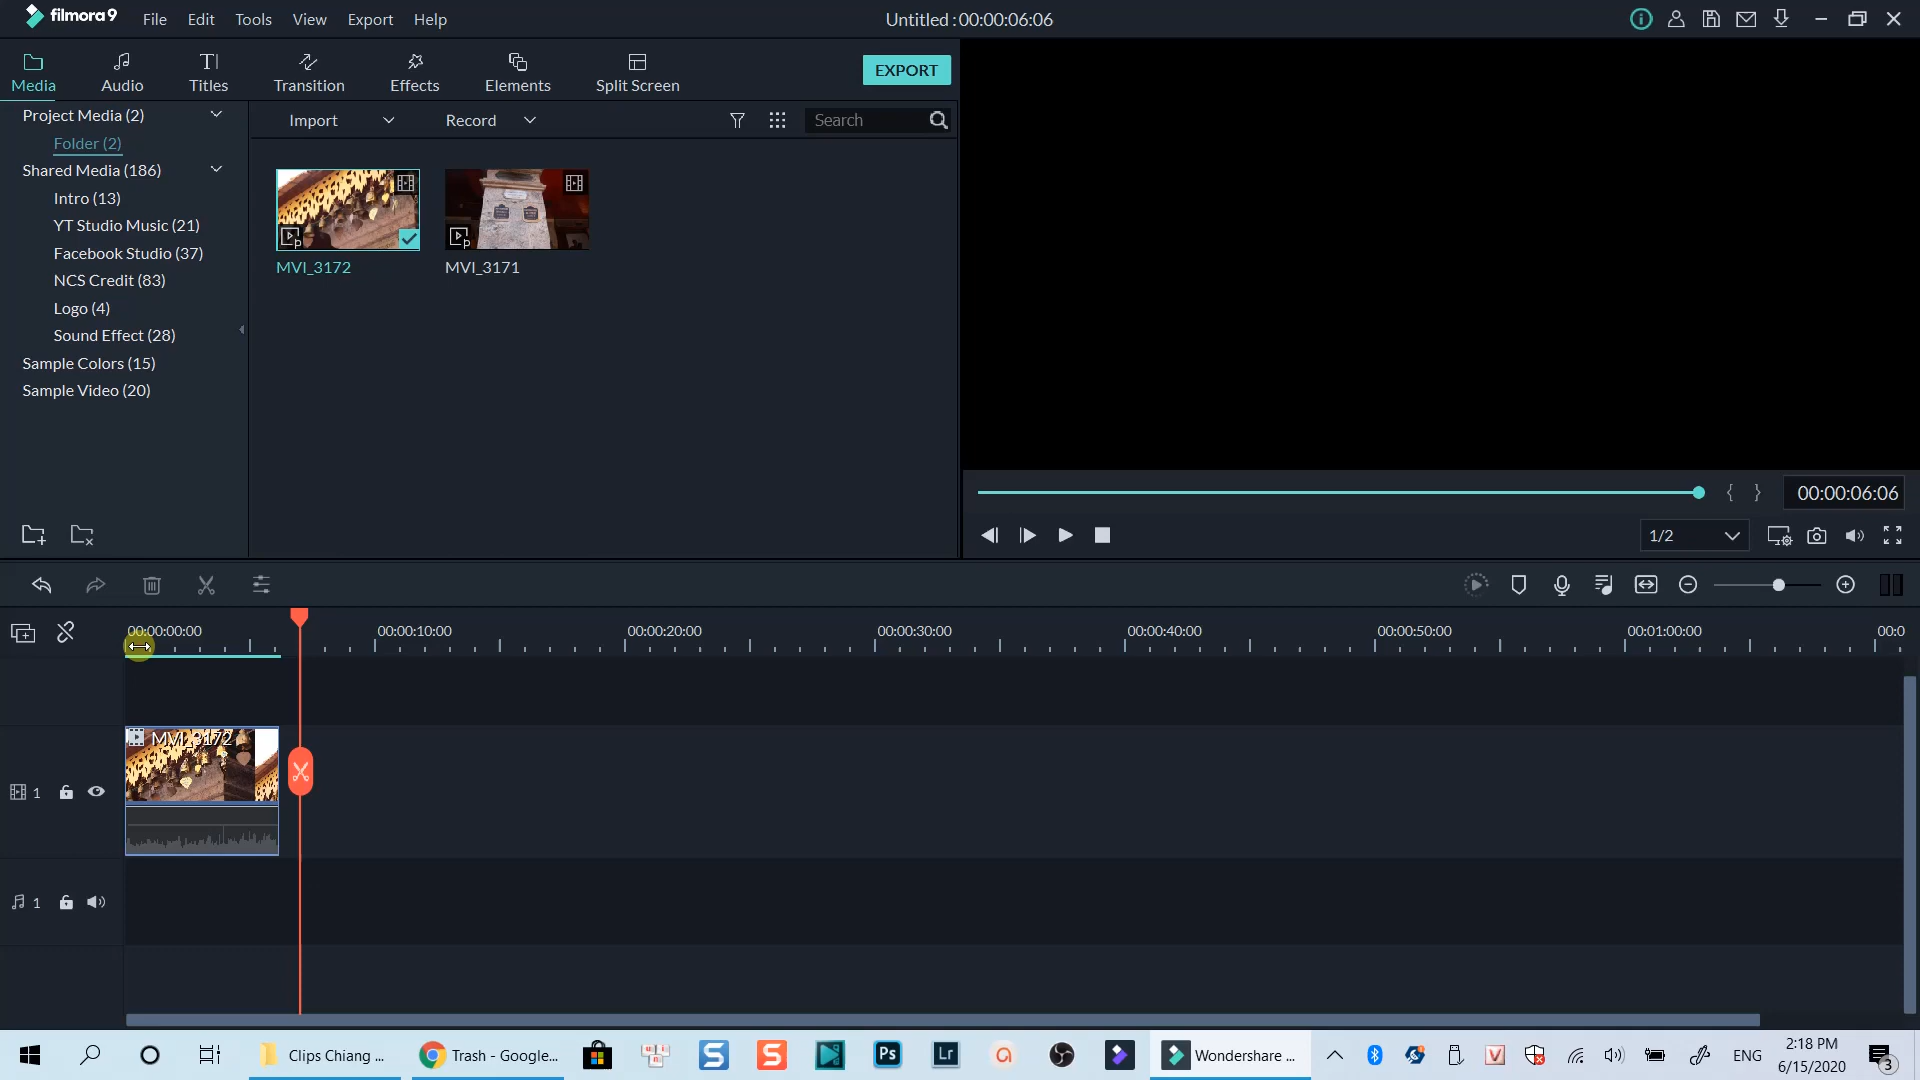 filmora9 File Edit Tools View Export Help Untitled : 00:00:06:06
Media Audio Titles Transition Effects Elements Split Screen EXPORT
Project Media (2)
Folder (2)
Shared Media (186)
Intro (13)
YT Studio Music (21)
Facebook Studio (37)
NCS Credit (83)
Logo (4)
Sound Effect (28)
Sample Colors (15)
Sample Video (20)
Import Record Search
MVI_3172 MVI_3171
00:00:06:06
1/2
00:00:00:00 00:00:10:00 00:00:20:00 00:00:30:00 00:00:40:00 00:00:50:00 00:01:00:00 00:0
MVI_3172
1
1
Clips Chiang ... Trash - Google... Ps Lr Wondershare ... ENG
2:18 PM
6/15/2020
3